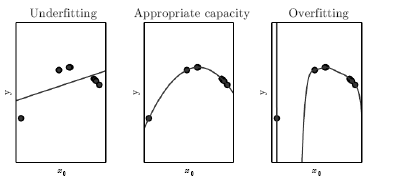 Underfitting
Appropriate capacity
Overfitting
y
y
y
x₀
x₀
x₀